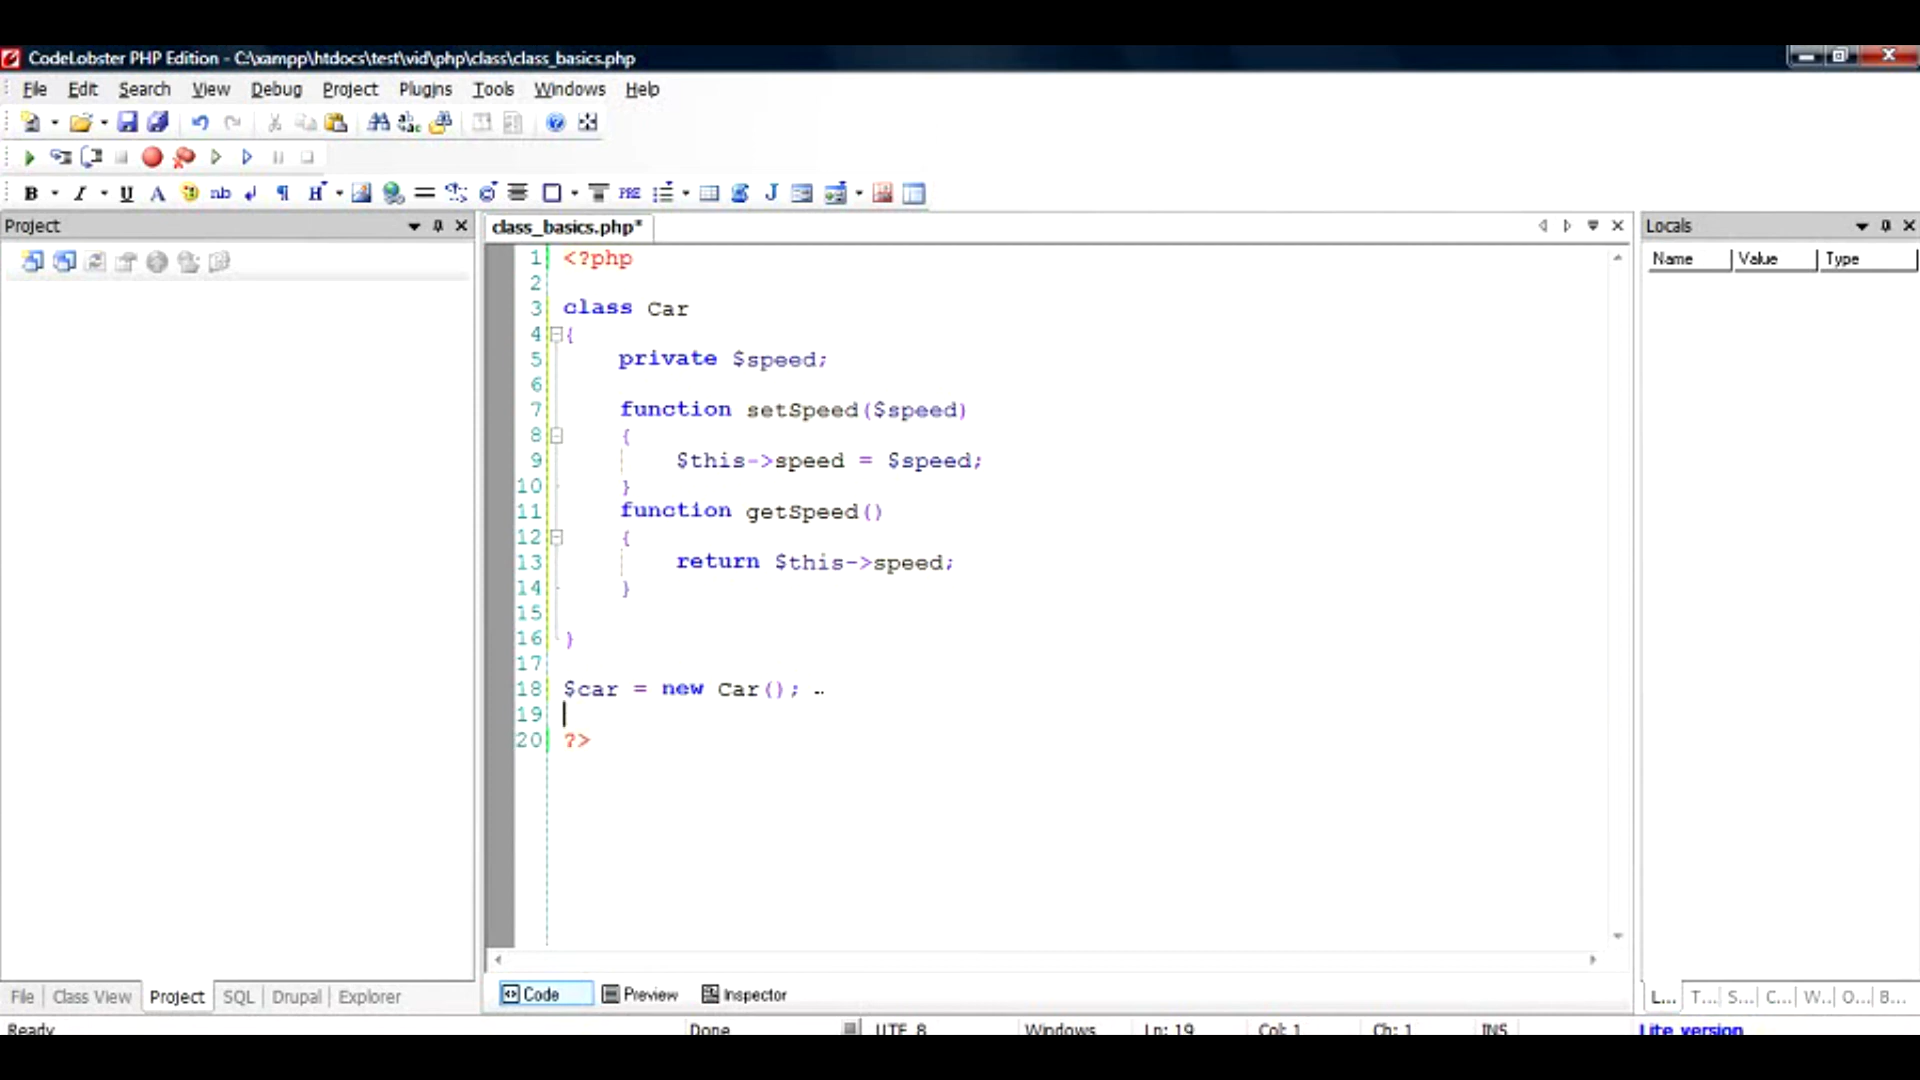 CodeLobster PHP Edition - C:\xampp\htdocs\test\vid\php\class\class_basics.php
File Edit Search View Debug Project Plugins Tools Windows Help
B I U A ab ¶ H PRE J
Project
class_basics.php*
Locals
Name Value Type
1 <?php
2
3 class Car
4 {
5 private $speed;
6
7 function setSpeed($speed)
8 {
9 $this->speed = $speed;
10 }
11 function getSpeed()
12 {
13 return $this->speed;
14 }
15
16 }
17
18 $car = new Car();
19
20 ?>
File Class View Project SQL Drupal Explorer
Code Preview Inspector
L... T... S... C... W... O... B...
Ready Done UTF 8 Windows Ln: 19 Col: 1 Ch: 1 INS Lite version